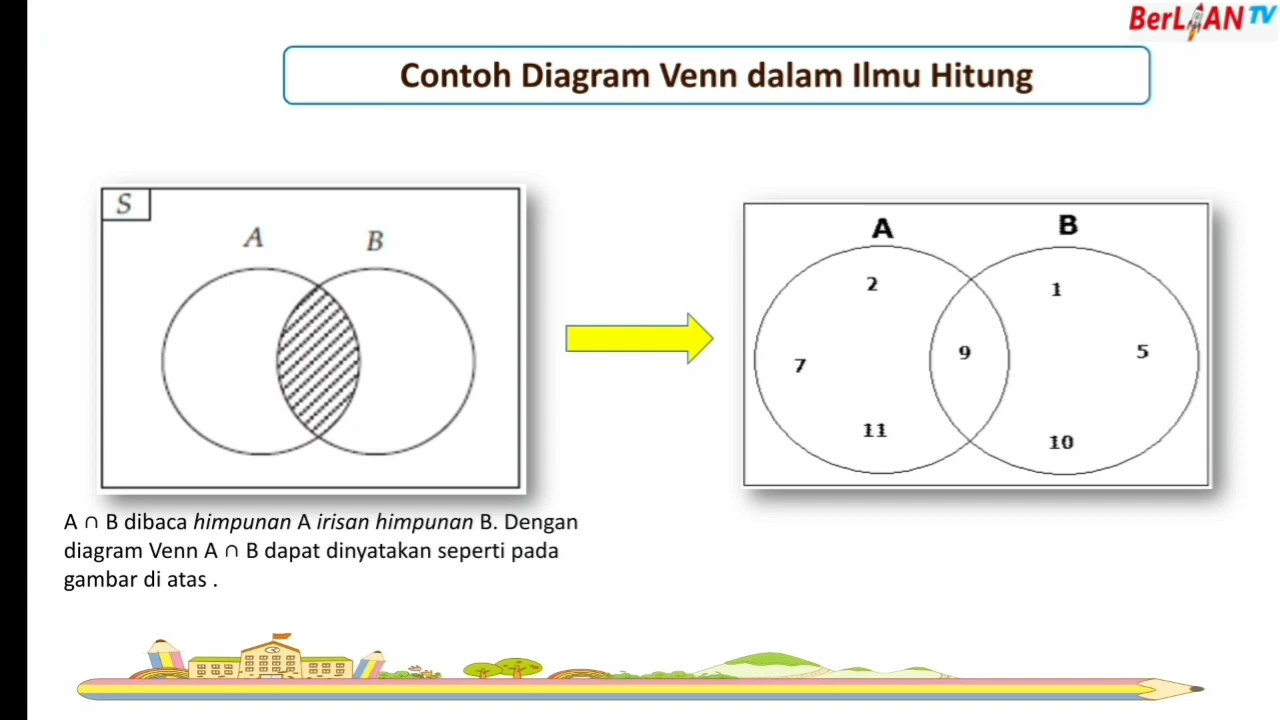 BerLIAN TV
Contoh Diagram Venn dalam Ilmu Hitung
S
A
B
A
B
2
1
7
9
5
11
10
A ∩ B dibaca himpunan A irisan himpunan B. Dengan
diagram Venn A ∩ B dapat dinyatakan seperti pada
gambar di atas .